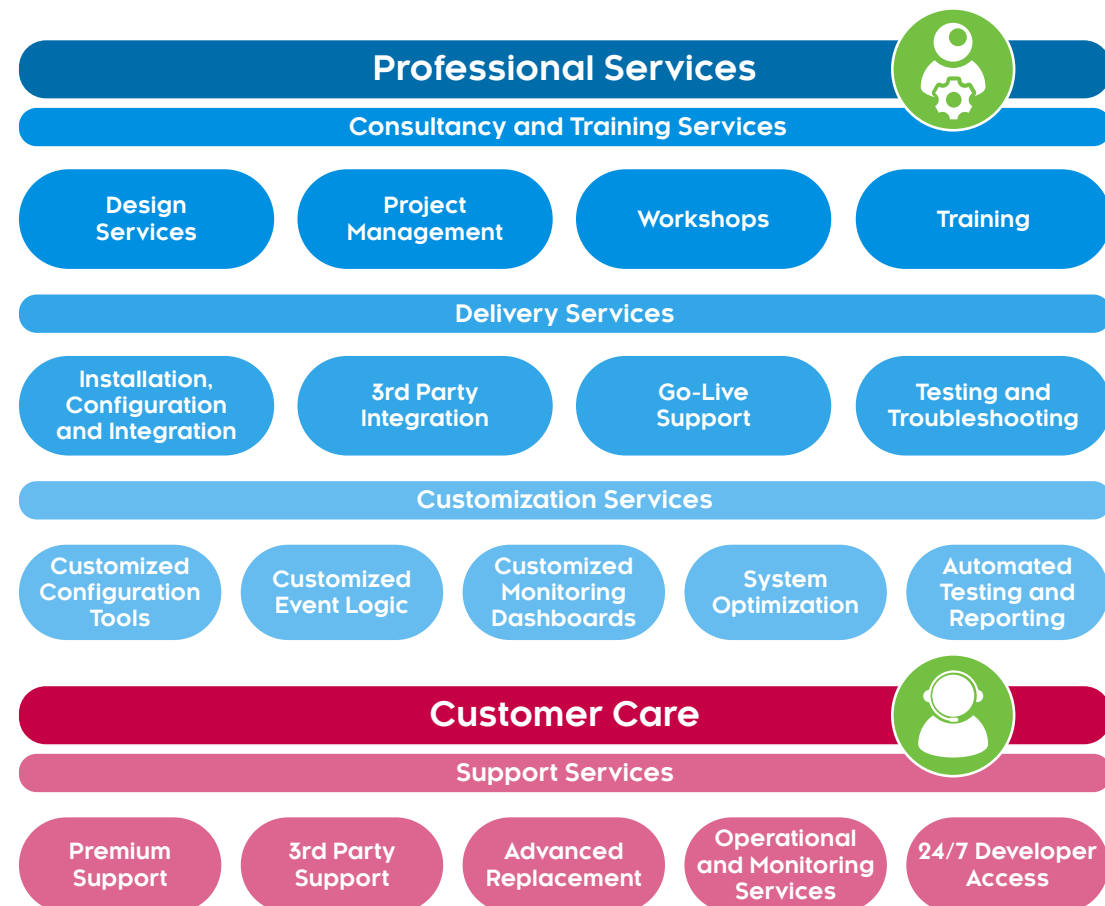 Professional Services
Consultancy and Training Services
Design
Services
Project
Management
Workshops
Training
Delivery Services
Installation,
Configuration
and Integration
3rd Party
Integration
Go-Live
Support
Testing and
Troubleshooting
Customization Services
Customized
Configuration
Tools
Customized
Event Logic
Customized
Monitoring
Dashboards
System
Optimization
Automated
Testing and
Reporting
Customer Care
Support Services
Premium
Support
3rd Party
Support
Advanced
Replacement
Operational
and Monitoring
Services
24/7 Developer
Access